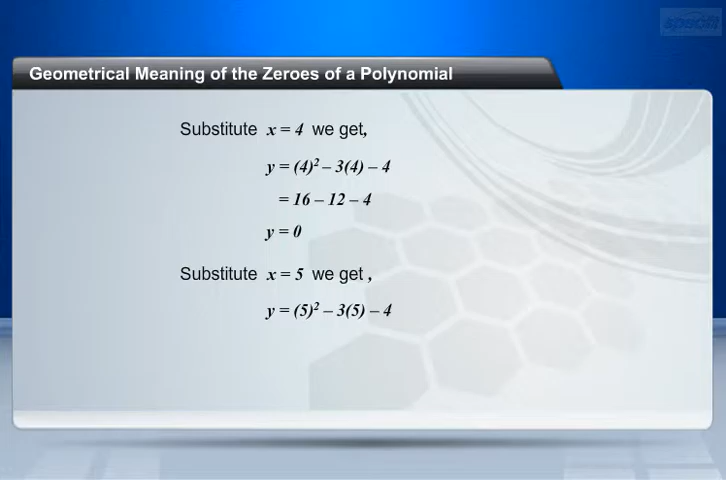 spsoft
Geometrical Meaning of the Zeroes of a Polynomial
Substitute x = 4 we get,
y = (4)² – 3(4) – 4
= 16 – 12 – 4
y = 0
Substitute x = 5 we get ,
y = (5)² – 3(5) – 4